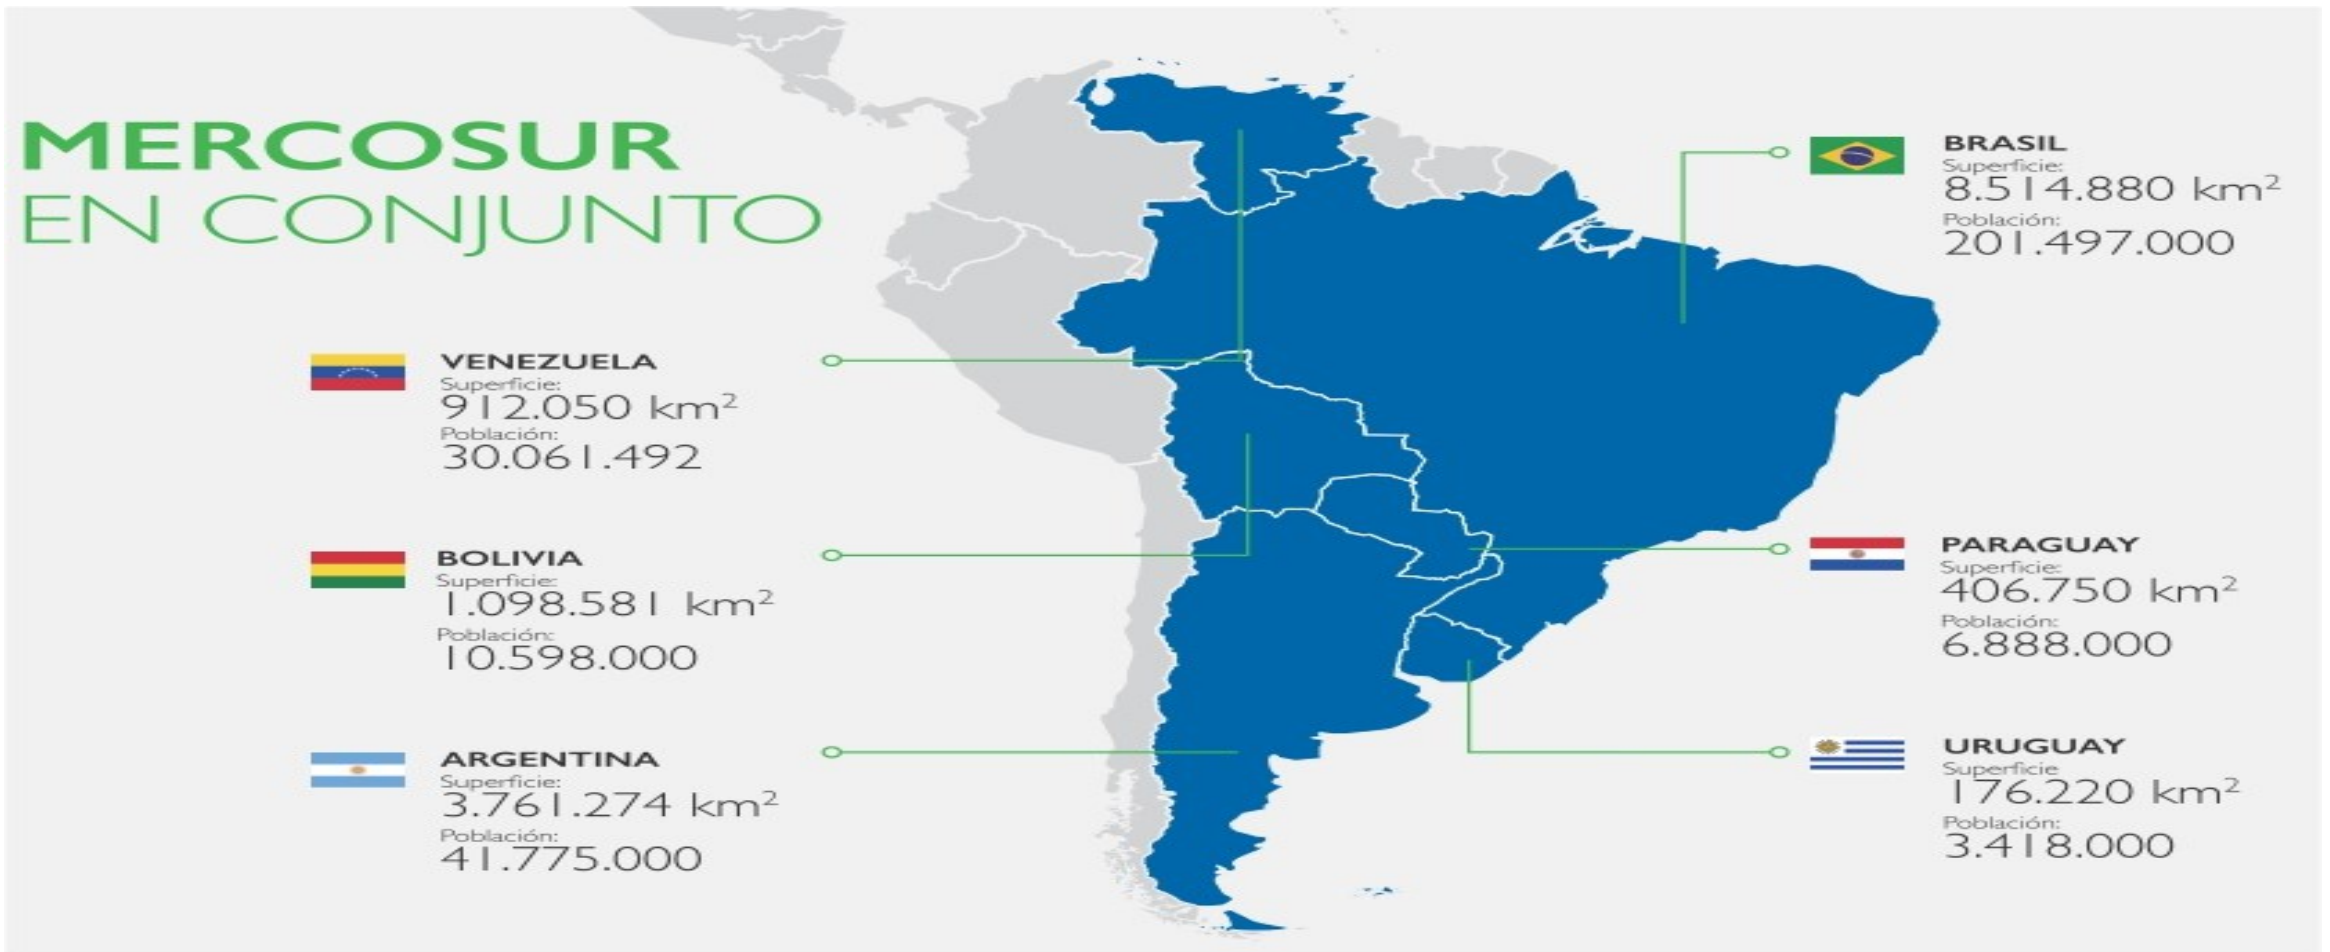 MERCOSUR
EN CONJUNTO
VENEZUELA
Superficie:
912.050 km²
Población:
30.061.492
BOLIVIA
Superficie:
1.098.581 km²
Población:
10.598.000
ARGENTINA
Superficie:
3.761.274 km²
Población:
41.775.000
BRASIL
Superficie:
8.514.880 km²
Población:
201.497.000
PARAGUAY
Superficie:
406.750 km²
Población:
6.888.000
URUGUAY
Superficie
176.220 km²
Población:
3.418.000